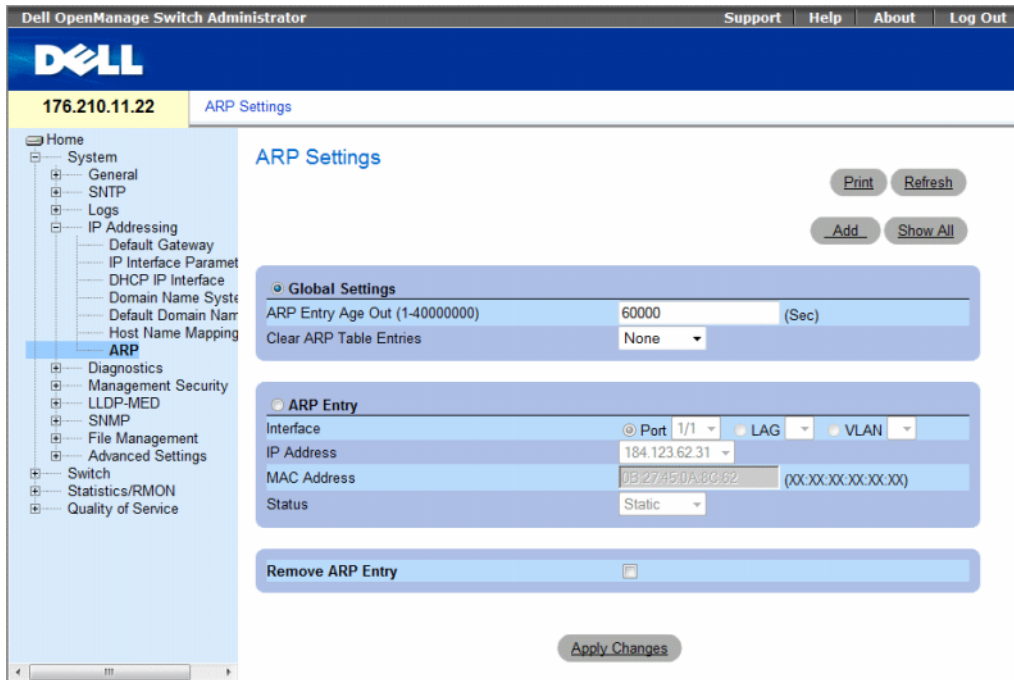 Dell OpenManage Switch Administrator
Support Help About Log Out
DELL
176.210.11.22
ARP Settings
Home
System
General
SNTP
Logs
IP Addressing
Default Gateway
IP Interface Paramet
DHCP IP Interface
Domain Name Syste
Default Domain Nam
Host Name Mapping
ARP
Diagnostics
Management Security
LLDP-MED
SNMP
File Management
Advanced Settings
Switch
Statistics/RMON
Quality of Service
ARP Settings
Print Refresh
Add Show All
Global Settings
ARP Entry Age Out (1-40000000) 60000 (Sec)
Clear ARP Table Entries None
ARP Entry
Interface Port 1/1 LAG VLAN
IP Address 184.123.62.31
MAC Address 0B:27:45:0A:8C:62 (XX:XX:XX:XX:XX:XX)
Status Static
Remove ARP Entry
Apply Changes